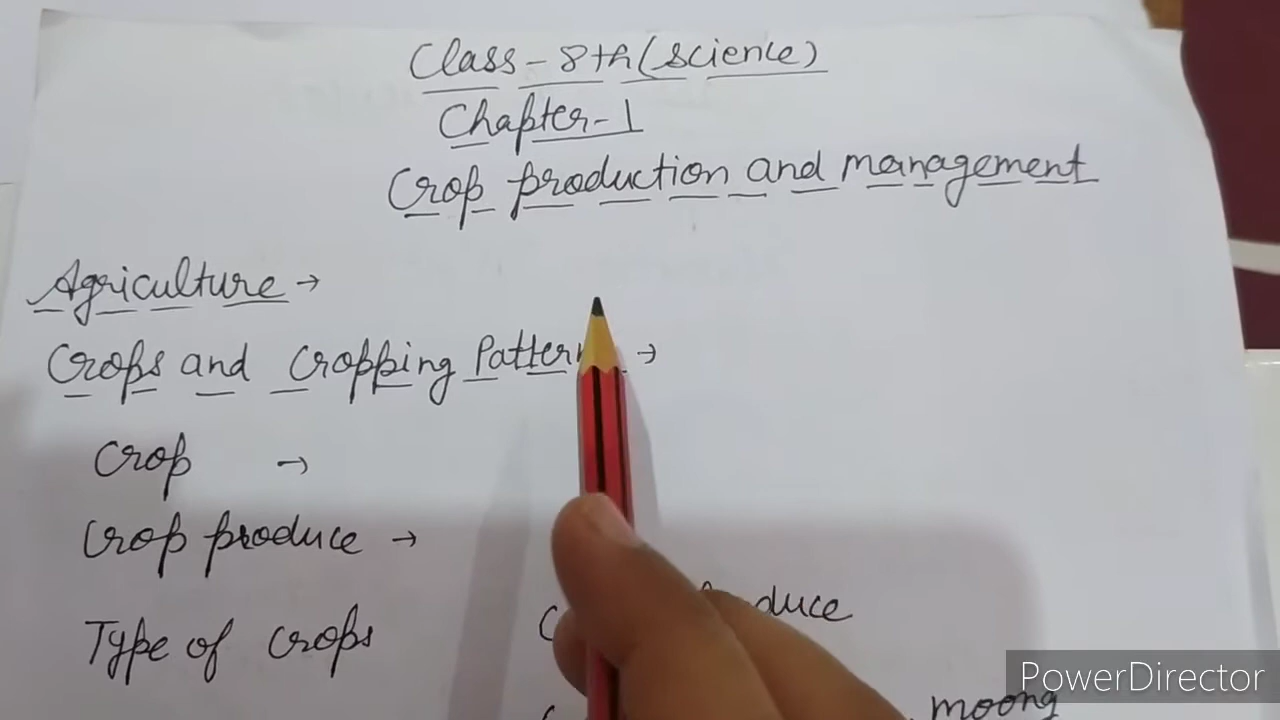 Class - 8th (science)
Chapter - 1
Crop production and management
Agriculture →
Crops and Cropping Pattern →
Crop →
Crop produce →
Type of crops
moong
PowerDirector